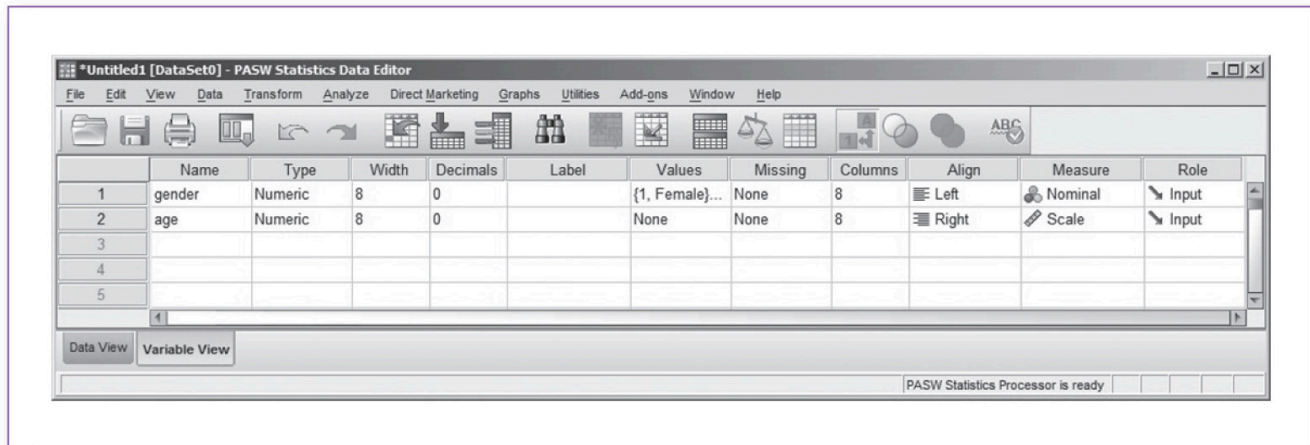 *Untitled1 [DataSet0] - PASW Statistics Data Editor
File Edit View Data Transform Analyze Direct Marketing Graphs Utilities Add-ons Window Help
A 1 ABC
Name Type Width Decimals Label Values Missing Columns Align Measure Role
1 gender Numeric 8 0 {1, Female}... None 8 Left Nominal Input
2 age Numeric 8 0 None None 8 Right Scale Input
3
4
5
Data View Variable View
PASW Statistics Processor is ready